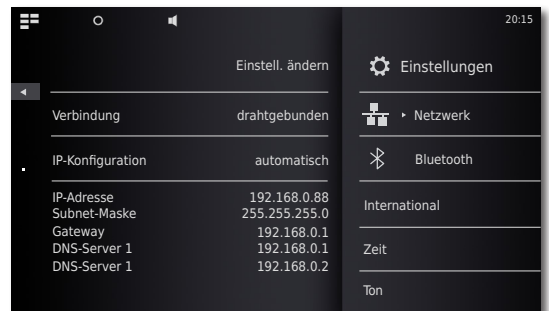 20:15
Einstell. ändern
Verbindung drahtgebunden
IP-Konfiguration automatisch
IP-Adresse 192.168.0.88
Subnet-Maske 255.255.255.0
Gateway 192.168.0.1
DNS-Server 1 192.168.0.1
DNS-Server 1 192.168.0.2
Einstellungen
Netzwerk
Bluetooth
International
Zeit
Ton